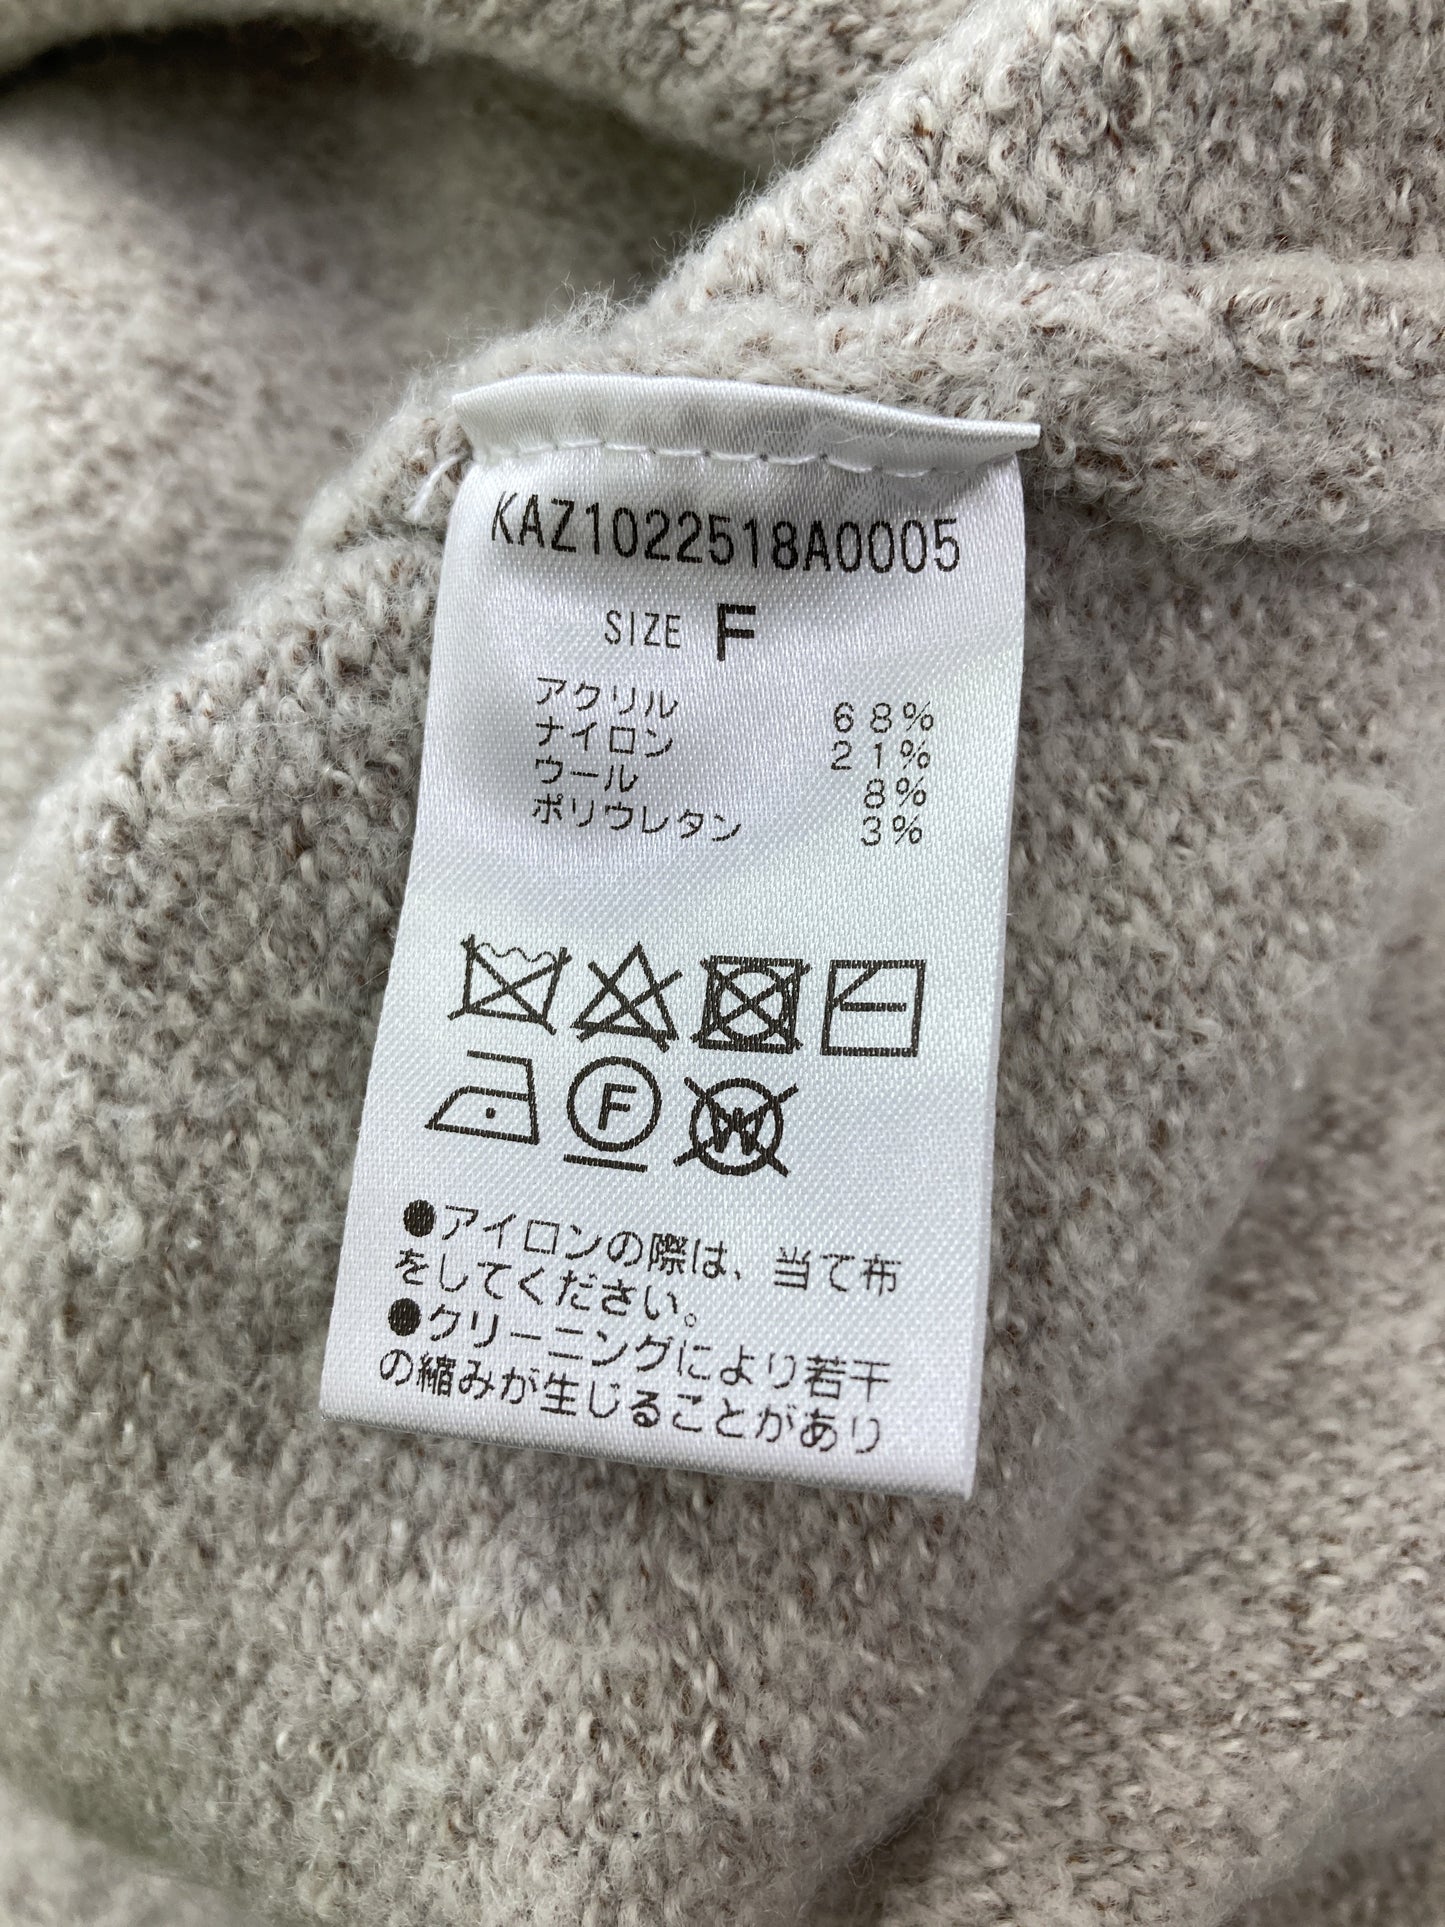 KAZ1022518A0005
SIZE F
アクリル 68%
ナイロン 21%
ウール 8%
ポリウレタン 3%
F
W
●アイロンの際は、当て布
をしてください。
●クリーニングにより若干
の縮みが生じることがあり